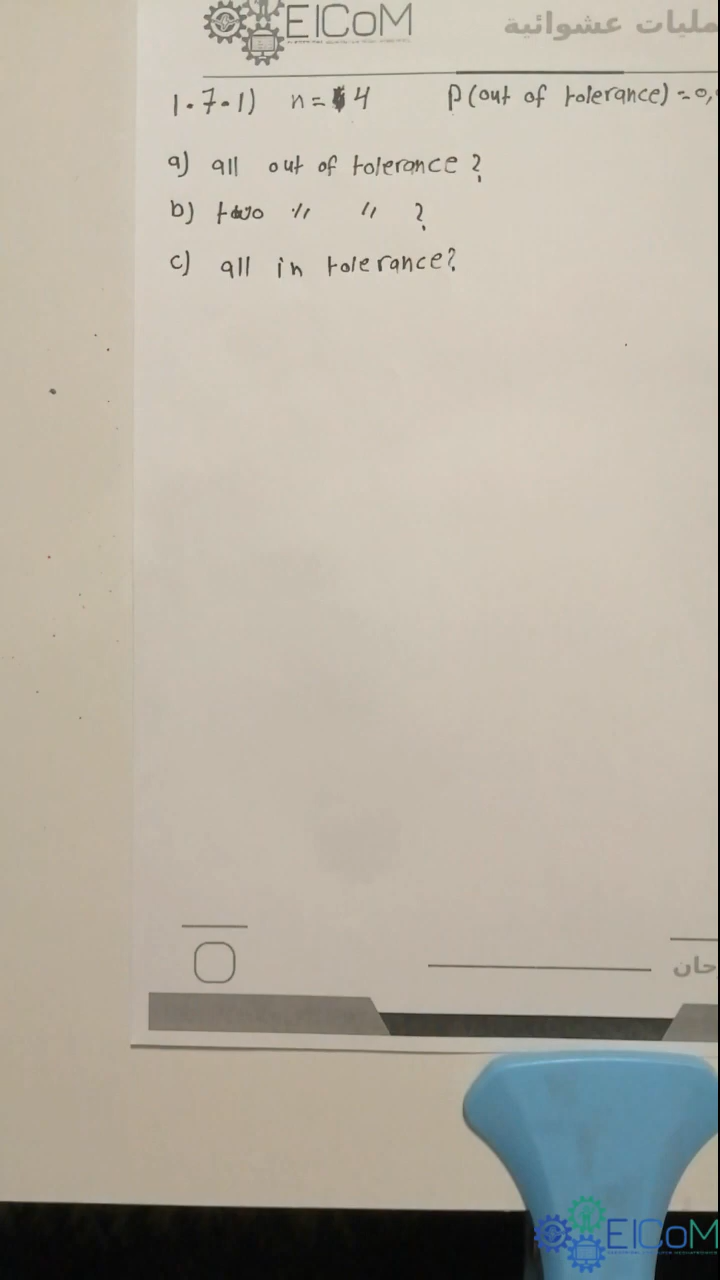 EICoM
عمليات عشوائية
1.7.1) n = 4 P(out of tolerance) = 0,
a) all out of tolerance?
b) two " " ?
c) all in tolerance?
EICoM